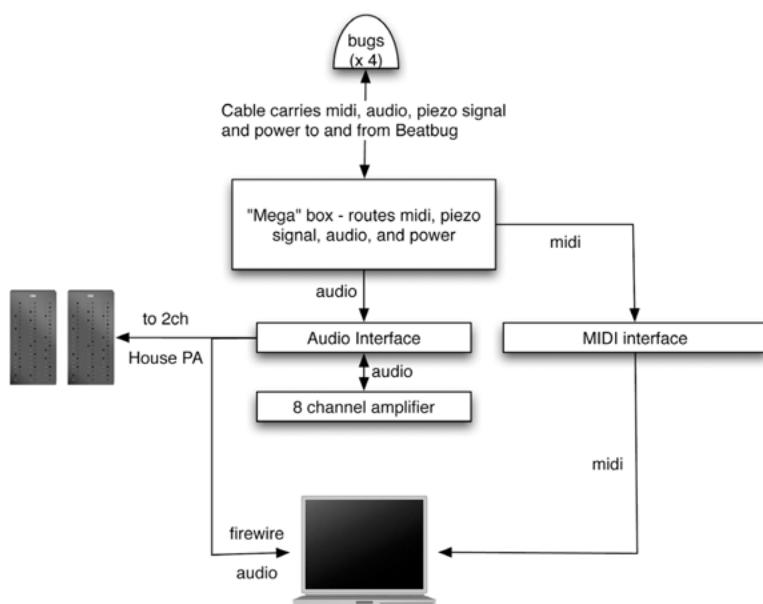 bugs
(x 4)
Cable carries midi, audio, piezo signal
and power to and from Beatbug
"Mega" box - routes midi, piezo
signal, audio, and power
midi
audio
to 2ch
House PA
Audio Interface
MIDI interface
audio
8 channel amplifier
midi
firewire
audio